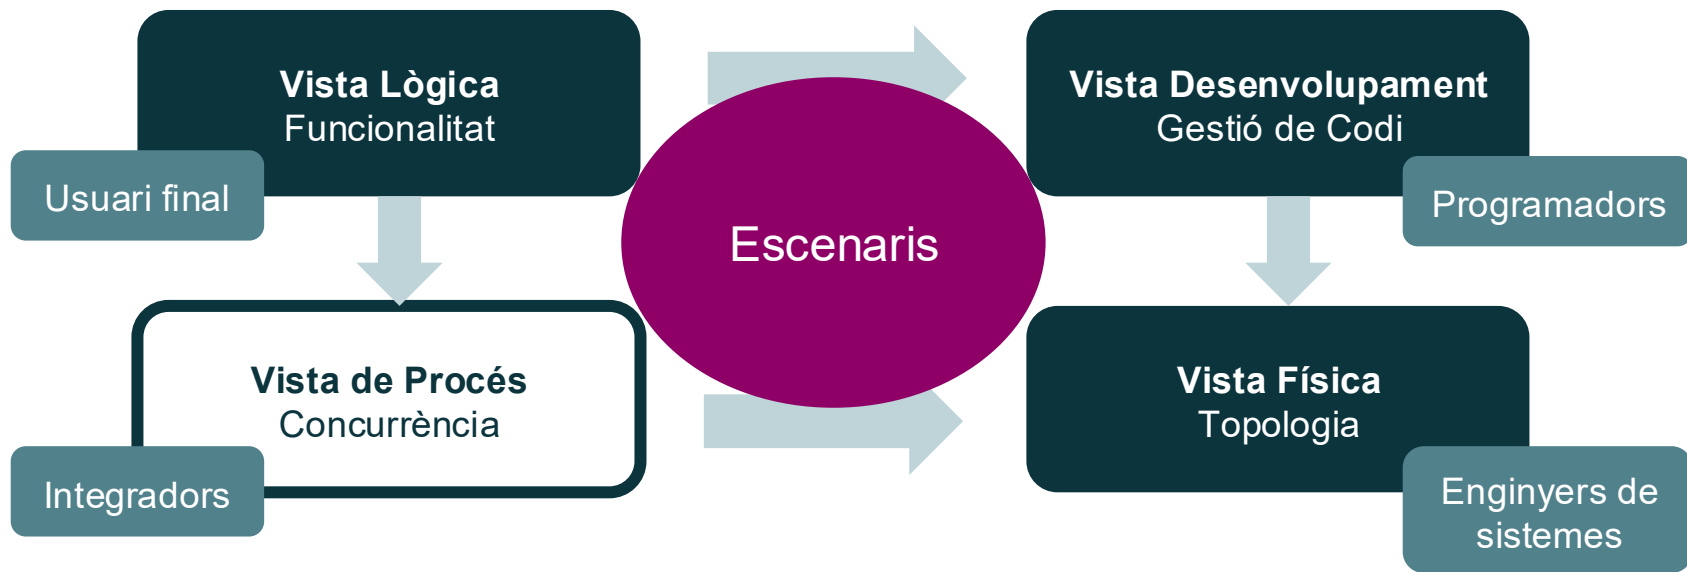 Vista Lògica
Funcionalitat
Usuari final
Vista Desenvolupament
Gestió de Codi
Programadors
Escenaris
Vista de Procés
Concurrència
Integradors
Vista Física
Topologia
Enginyers de
sistemes